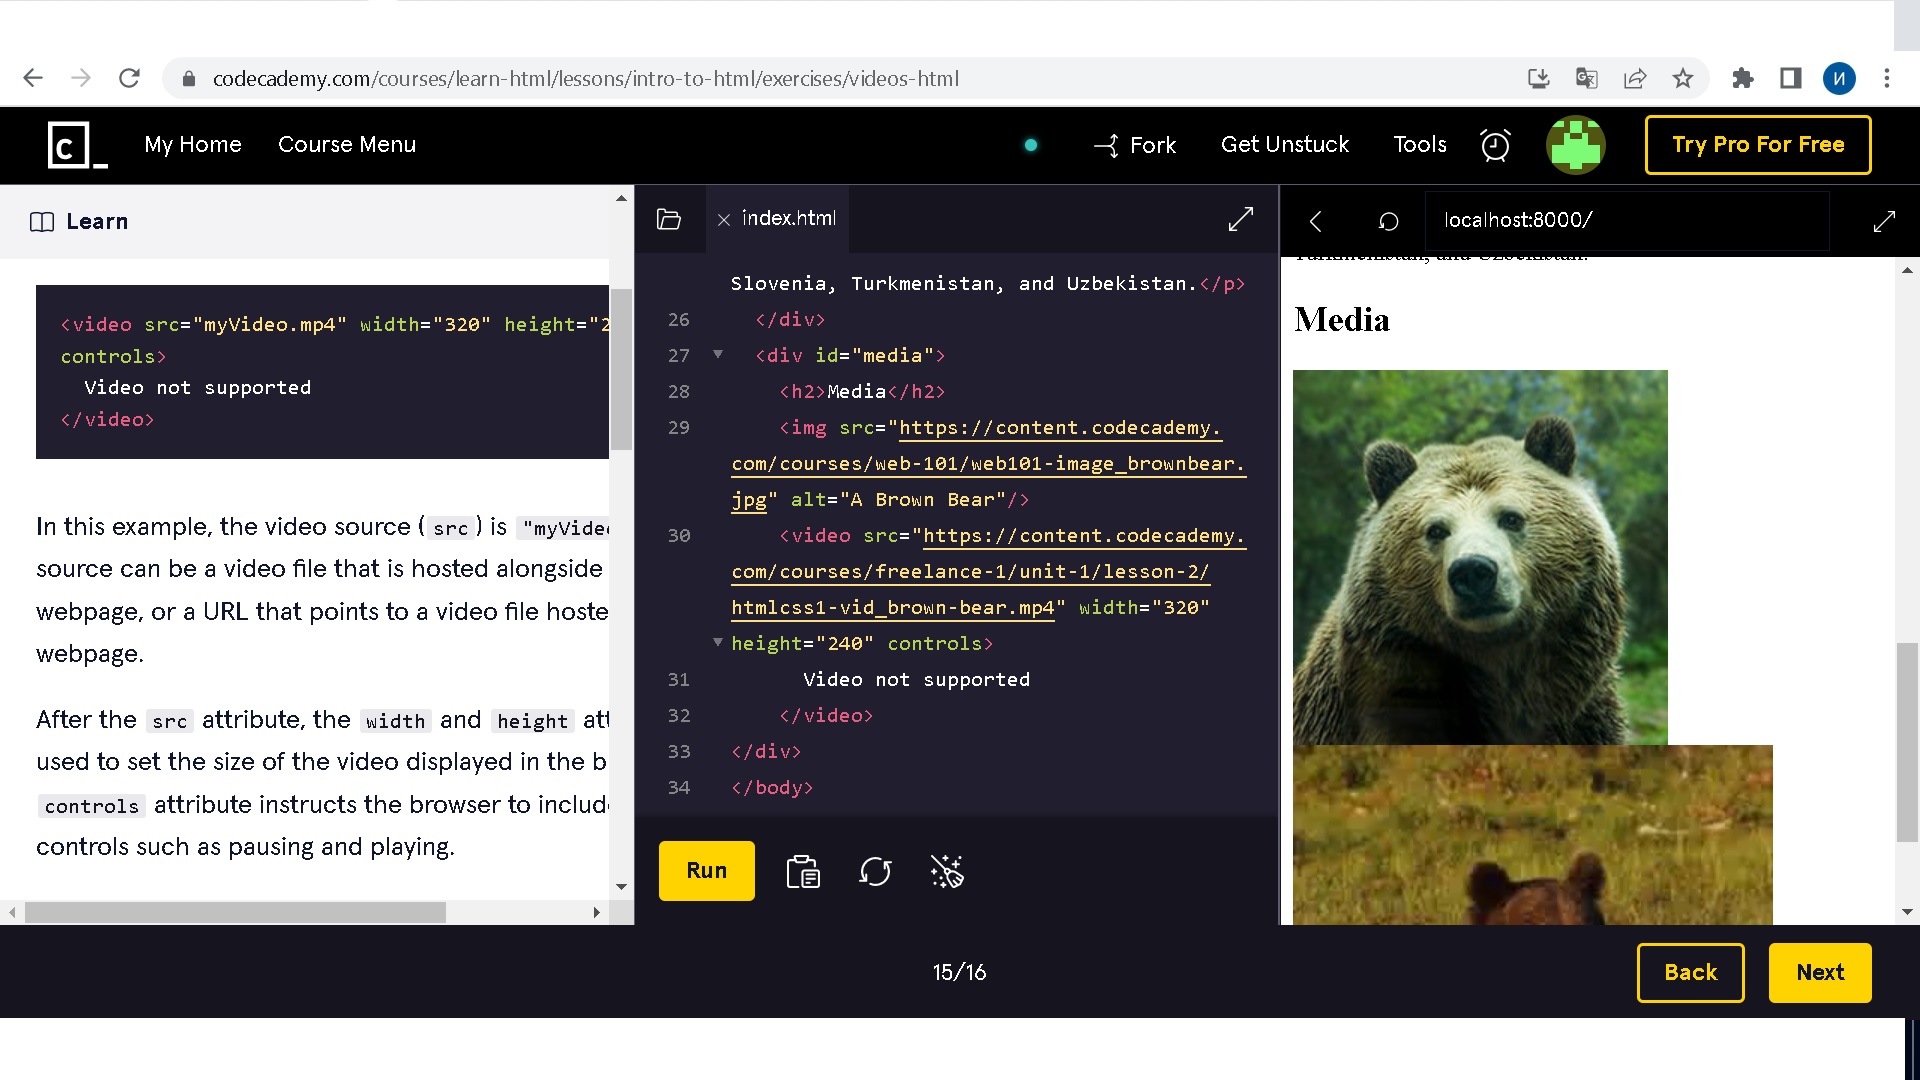 codecademy.com/courses/learn-html/lessons/intro-to-html/exercises/videos-html
И
c_
My Home
Course Menu
Fork
Get Unstuck
Tools
Try Pro For Free
Learn
<video src="myVideo.mp4" width="320" height="2
controls>
Video not supported
</video>
In this example, the video source ( src ) is "myVideo
source can be a video file that is hosted alongside
webpage, or a URL that points to a video file hoste
webpage.
After the src attribute, the width and height att
used to set the size of the video displayed in the b
controls attribute instructs the browser to include
controls such as pausing and playing.
index.html
Slovenia, Turkmenistan, and Uzbekistan.</p>
26 </div>
27 <div id="media">
28 <h2>Media</h2>
29 <img src="https://content.codecademy.
com/courses/web-101/web101-image_brownbear.
jpg" alt="A Brown Bear"/>
30 <video src="https://content.codecademy.
com/courses/freelance-1/unit-1/lesson-2/
htmlcss1-vid_brown-bear.mp4" width="320"
height="240" controls>
31 Video not supported
32 </video>
33 </div>
34 </body>
Run
localhost:8000/
Turkmenistan, and Uzbekistan.
Media
15/16
Back
Next